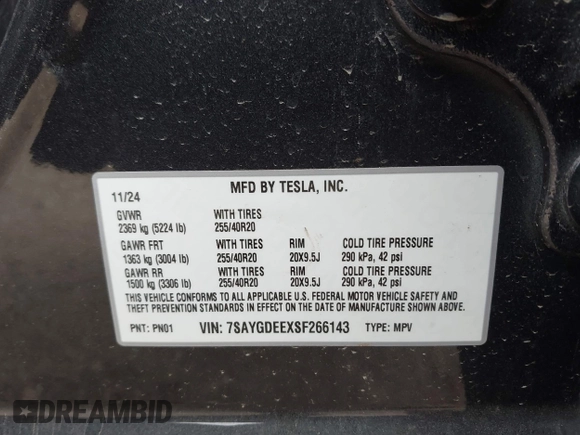 MFD BY TESLA, INC.
11/24
GVWR WITH TIRES
2369 kg (5224 lb) 255/40R20
GAWR FRT WITH TIRES RIM COLD TIRE PRESSURE
1363 kg (3004 lb) 255/40R20 20X9.5J 290 kPa, 42 psi
GAWR RR WITH TIRES RIM COLD TIRE PRESSURE
1500 kg (3306 lb) 255/40R20 20X9.5J 290 kPa, 42 psi
THIS VEHICLE CONFORMS TO ALL APPLICABLE U.S. FEDERAL MOTOR VEHICLE SAFETY AND
THEFT PREVENTION STANDARDS IN EFFECT ON THE DATE OF MANUFACTURE SHOWN ABOVE.
PNT: PN01 VIN: 7SAYGDEEXSF266143 TYPE: MPV
DREAMBID